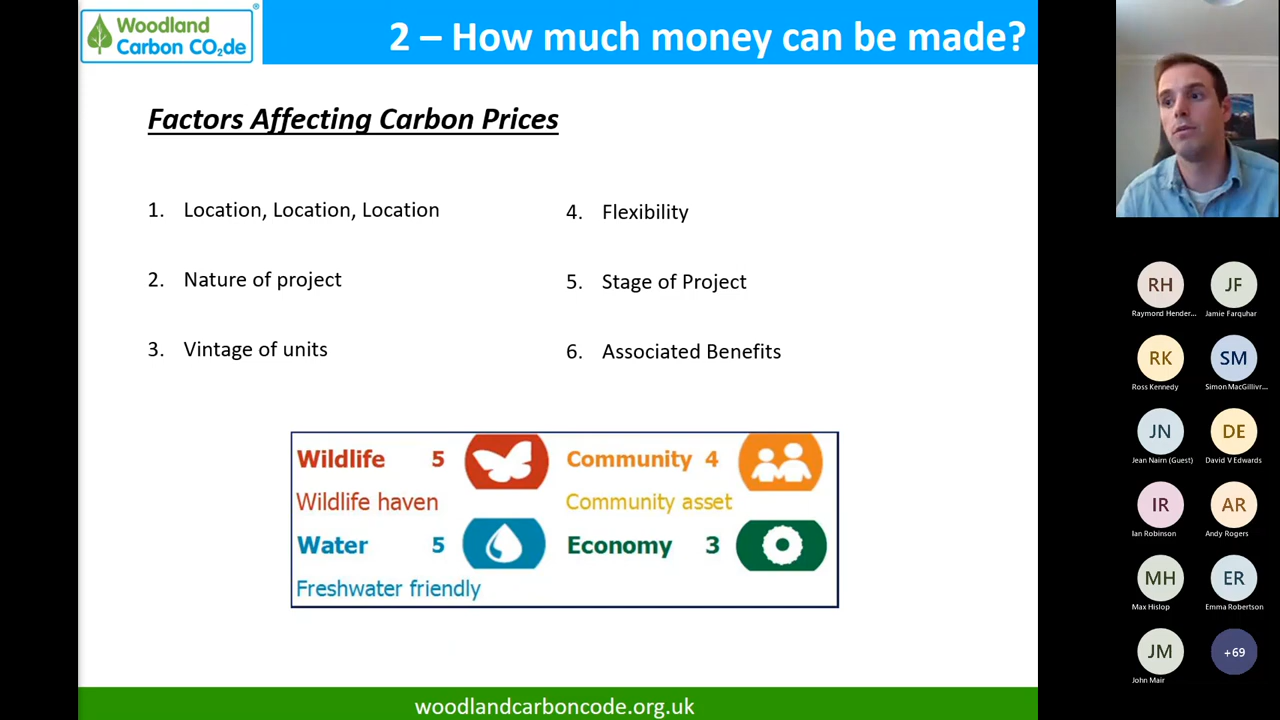 Woodland
Carbon CO2de
®
2 – How much money can be made?
Factors Affecting Carbon Prices
1. Location, Location, Location
2. Nature of project
3. Vintage of units
4. Flexibility
5. Stage of Project
6. Associated Benefits
Wildlife 5
Wildlife haven
Community 4
Community asset
Water 5
Freshwater friendly
Economy 3
woodlandcarboncode.org.uk
RH
Raymond Hender...
JF
Jamie Farquhar
RK
Ross Kennedy
SM
Simon MacGillivr...
JN
Jean Nairn (Guest)
DE
David V Edwards
IR
Ian Robinson
AR
Andy Rogers
MH
Max Hislop
ER
Emma Robertson
JM
John Mair
+69